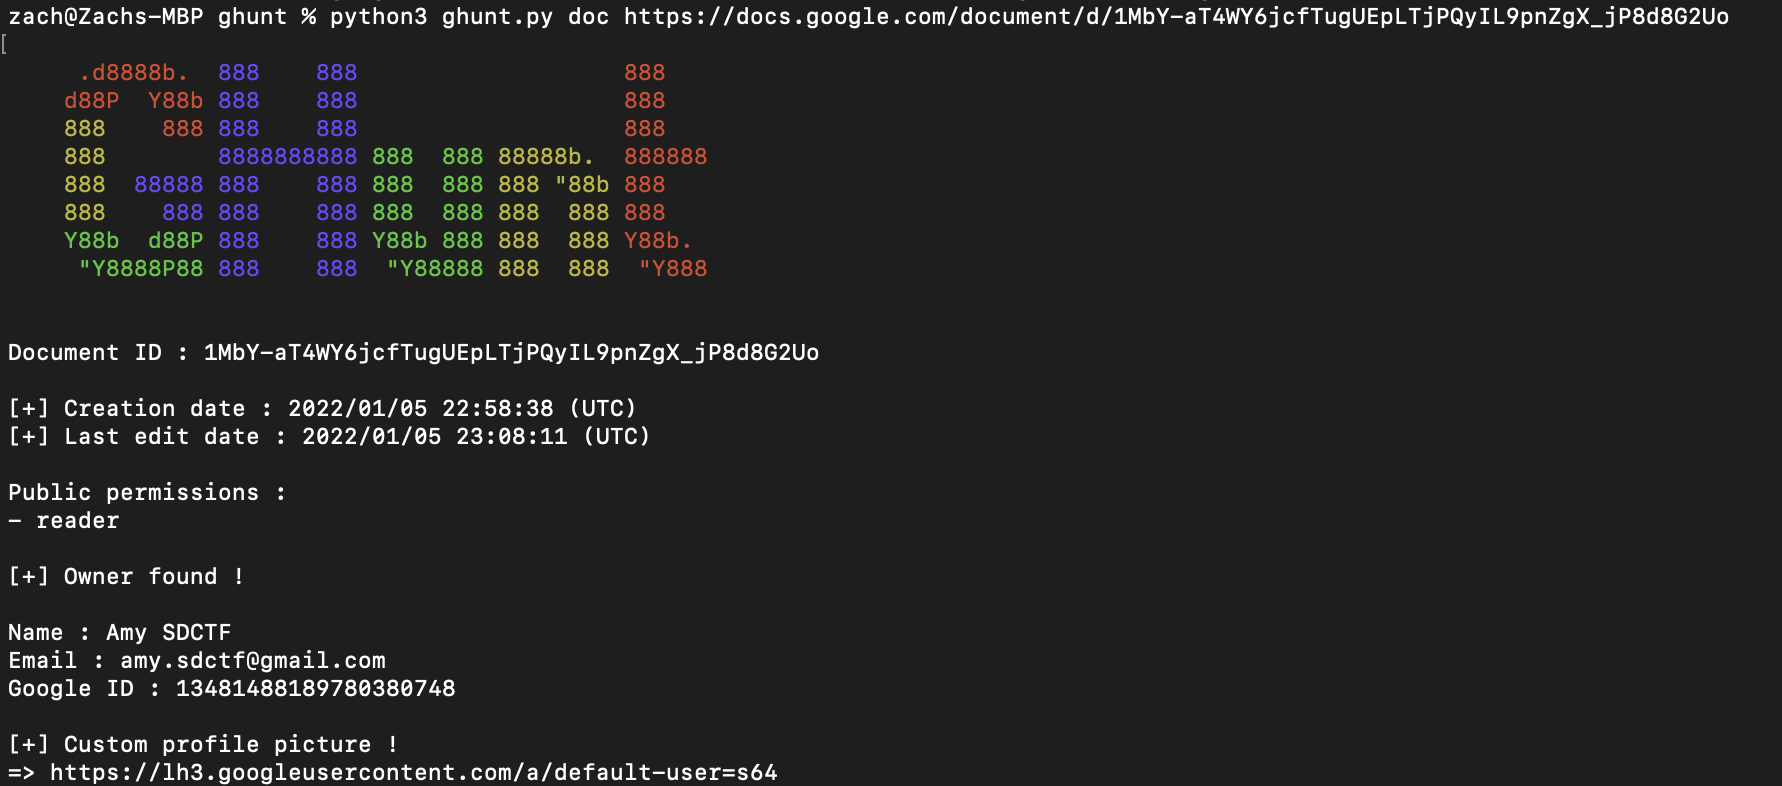 zach@Zachs-MBP ghunt % python3 ghunt.py doc https://docs.google.com/document/d/1MbY-aT4WY6jcfTugUEpLTjPQyIL9pnZgX_jP8d8G2Uo
[
     .d8888b.  888    888                   888
    d88P  Y88b 888    888                   888
    888    888 888    888                   888
    888        8888888888 888  888 88888b.  888888
    888  88888 888    888 888  888 888 "88b 888
    888    888 888    888 888  888 888  888 888
    Y88b  d88P 888    888 Y88b 888 888  888 Y88b.
     "Y8888P88 888    888  "Y88888 888  888  "Y888
Document ID : 1MbY-aT4WY6jcfTugUEpLTjPQyIL9pnZgX_jP8d8G2Uo
[+] Creation date : 2022/01/05 22:58:38 (UTC)
[+] Last edit date : 2022/01/05 23:08:11 (UTC)
Public permissions :
- reader
[+] Owner found !
Name : Amy SDCTF
Email : amy.sdctf@gmail.com
Google ID : 13481488189780380748
[+] Custom profile picture !
=> https://lh3.googleusercontent.com/a/default-user=s64